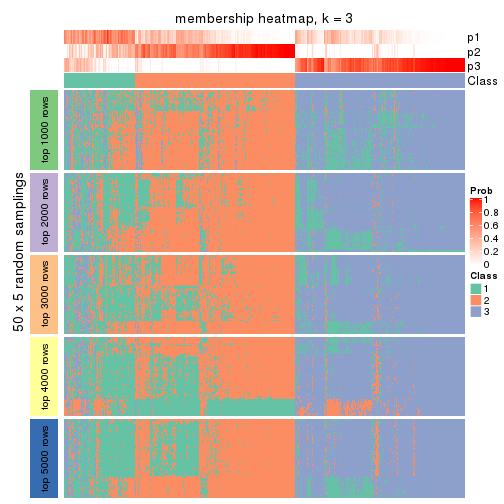 membership heatmap, k = 3
p1
p2
p3
Class
50 x 5 random samplings
top 1000 rows
top 2000 rows
top 3000 rows
top 4000 rows
top 5000 rows
Prob
1
0.8
0.6
0.4
0.2
0
Class
1
2
3